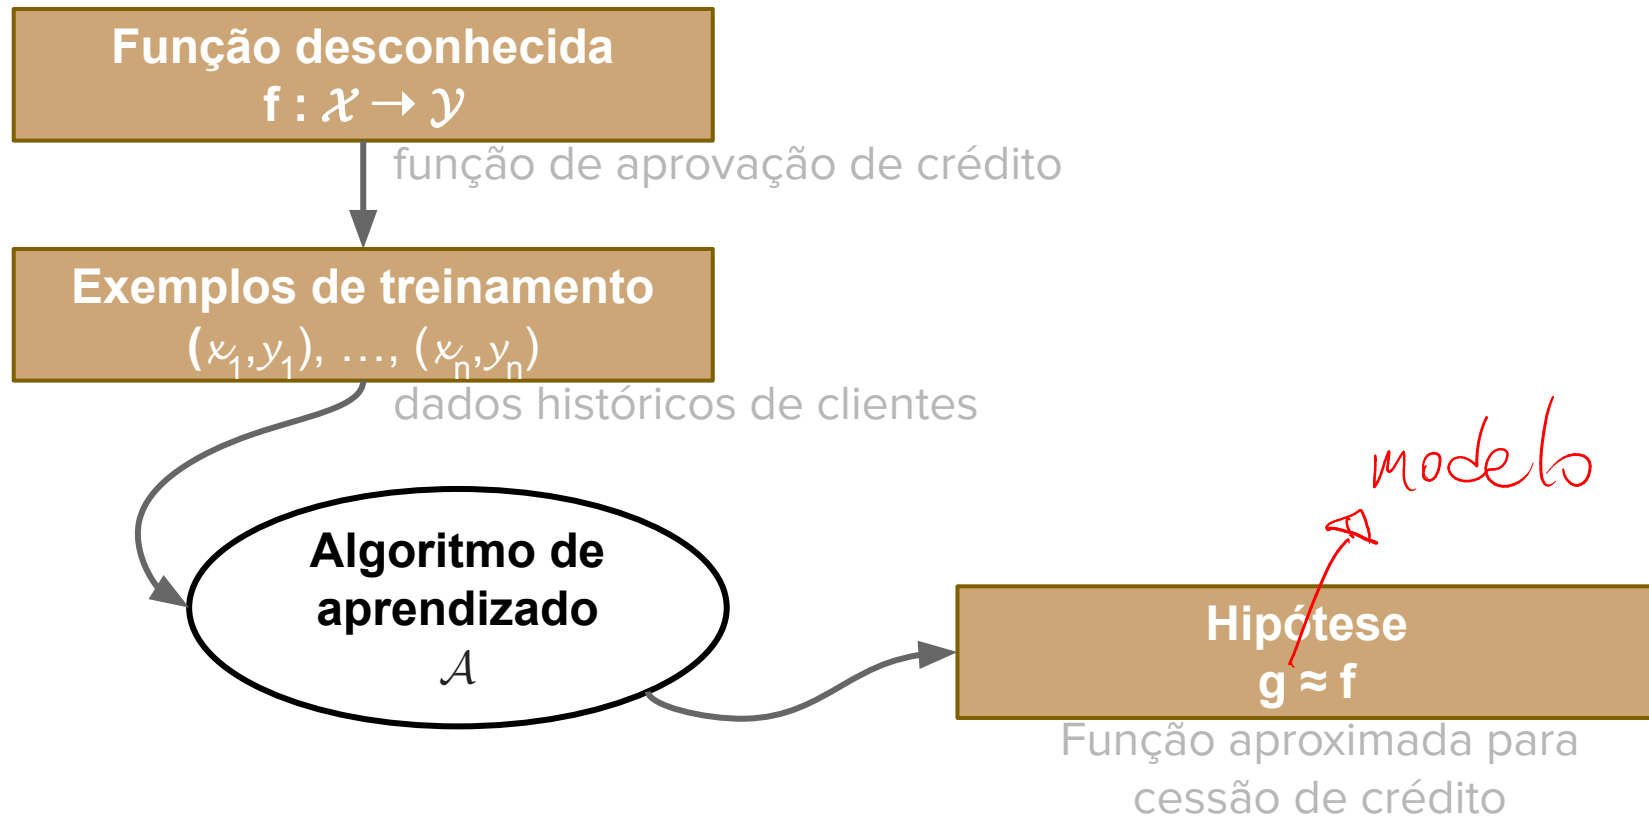 Função desconhecida
f : 𝒳 → 𝒴
função de aprovação de crédito
Exemplos de treinamento
(x₁,y₁), ..., (xₙ,yₙ)
dados históricos de clientes
Algoritmo de
aprendizado
𝒜
modelo
Hipótese
g ≈ f
Função aproximada para
cessão de crédito